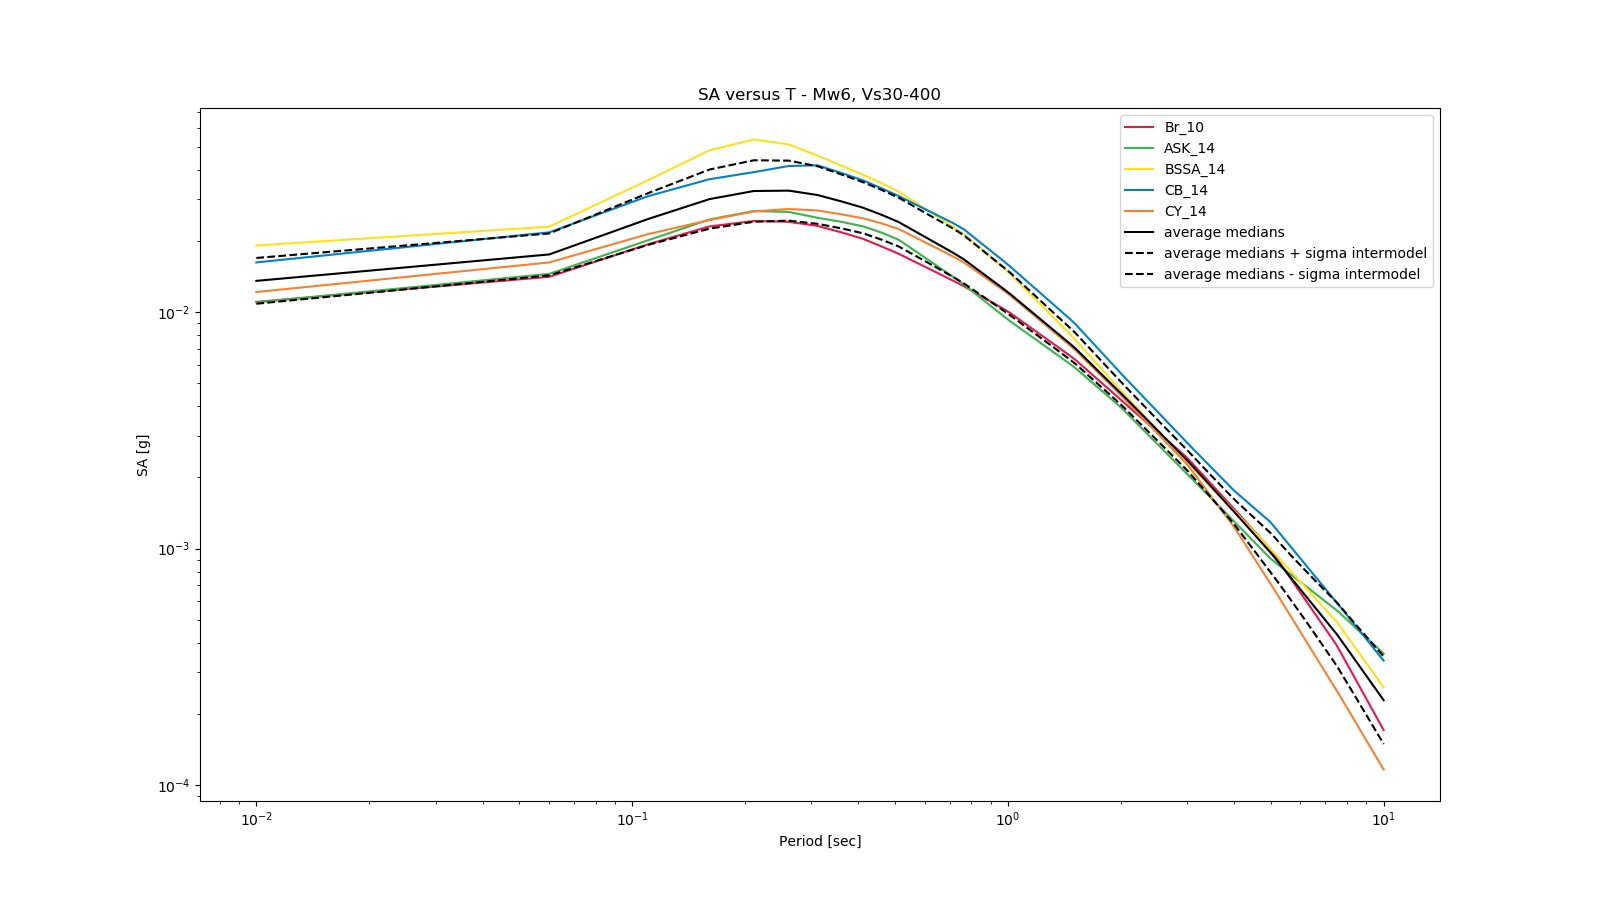 SA versus T - Mw6, Vs30-400
Br_10
ASK_14
BSSA_14
CB_14
CY_14
average medians
average medians + sigma intermodel
average medians - sigma intermodel
SA [g]
10⁻²
10⁻³
10⁻⁴
10⁻² 10⁻¹ 10⁰ 10¹
Period [sec]